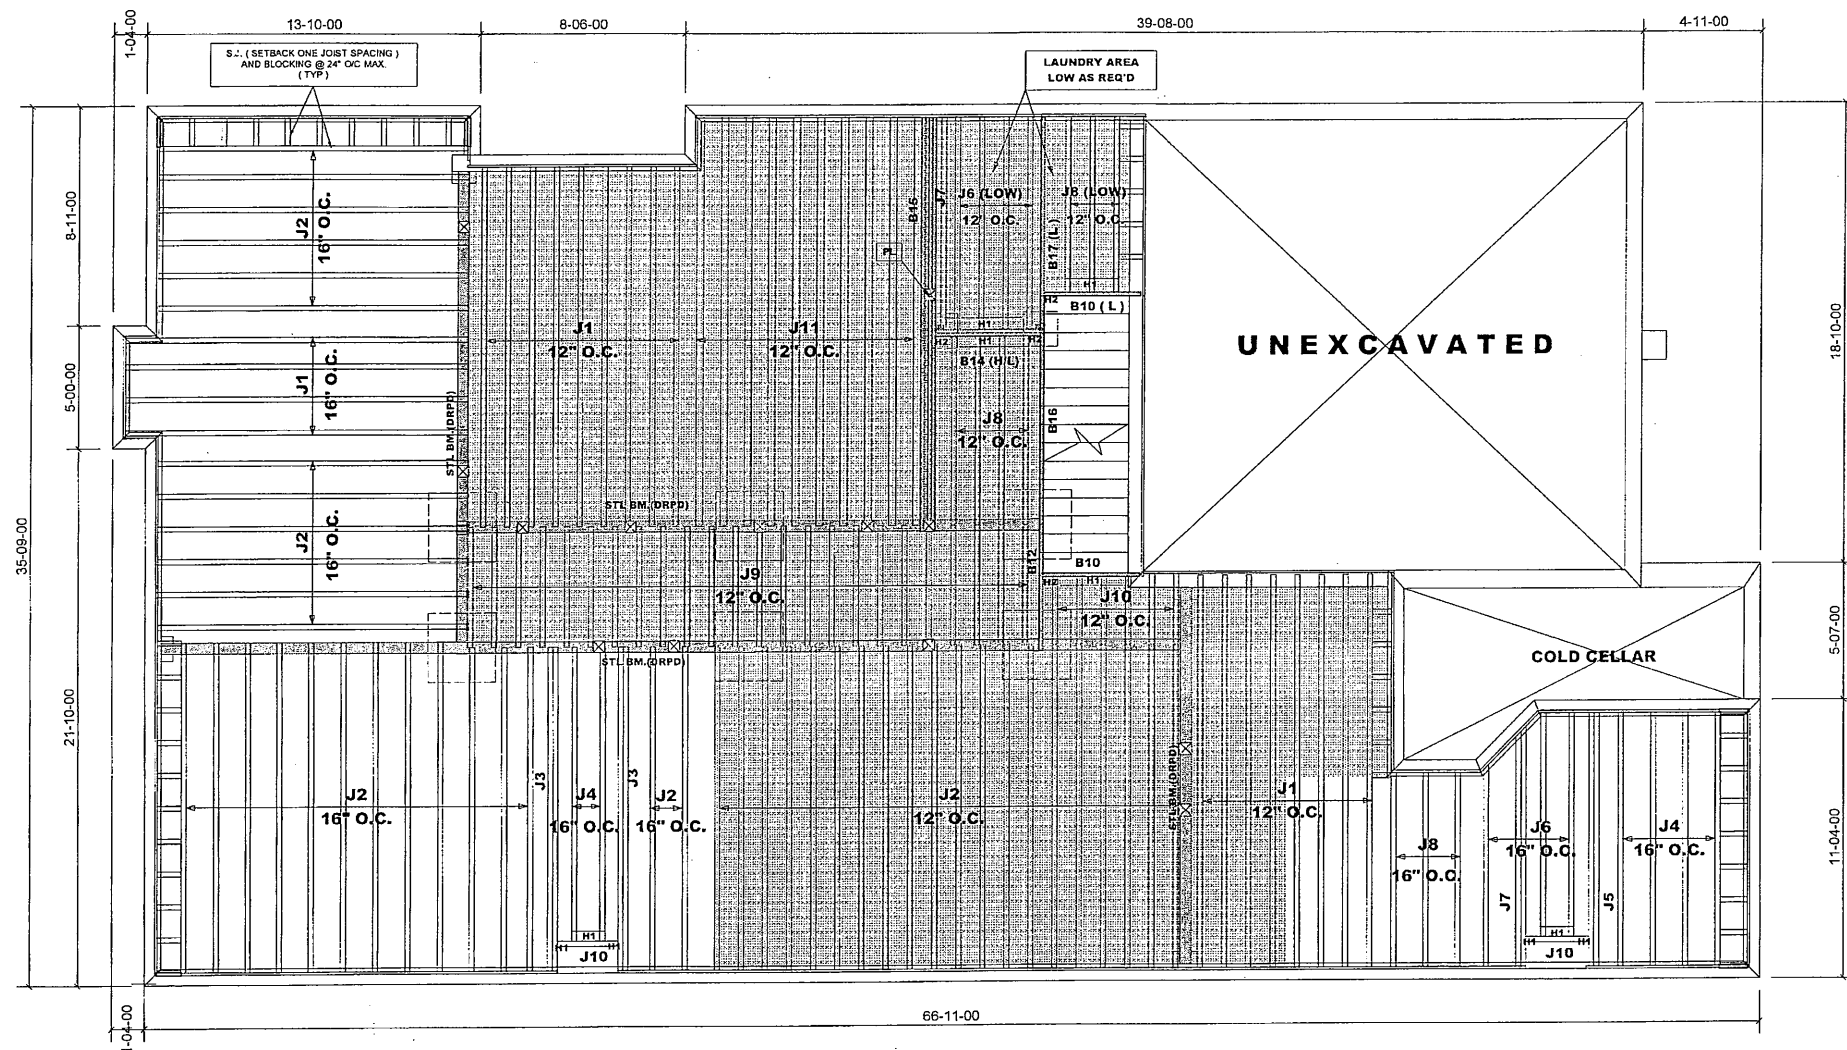 13-10-00
8-06-00
39-08-00
4-11-00
1-04-00
( SETBACK ONE JOIST SPACING )
AND BLOCKING @ 24" O/C MAX.
( TYP )
LAUNDRY AREA
LOW AS REQ'D
8-11-00
5-00-00
35-09-00
21-10-00
18-10-00
5-07-00
11-04-00
J2
16" O.C.
J1
16" O.C.
J2
16" O.C.
STL BM.(DRPD)
J1
12" O.C.
J11
12" O.C.
B15
J7
J6 (LOW)
12" O.C.
B17 (L)
J8 (LOW)
12" O.C.
H1
H2
B10 ( L )
H1
H2
H1
H2
B14 (H/L)
J8
12" O.C.
B16
UNEXCAVATED
STL BM.(DRPD)
J9
12" O.C.
B12
B10
H2
H1
J10
12" O.C.
STL BM.(DRPD)
COLD CELLAR
J2
16" O.C.
J3
J4
16" O.C.
J3
J2
16" O.C.
H1
H1
H1
J10
J2
12" O.C.
STL BM.(DRPD)
J1
12" O.C.
J8
16" O.C.
J7
J6
16" O.C.
J5
J4
16" O.C.
H1
H1
H1
J10
66-11-00
1-04-00